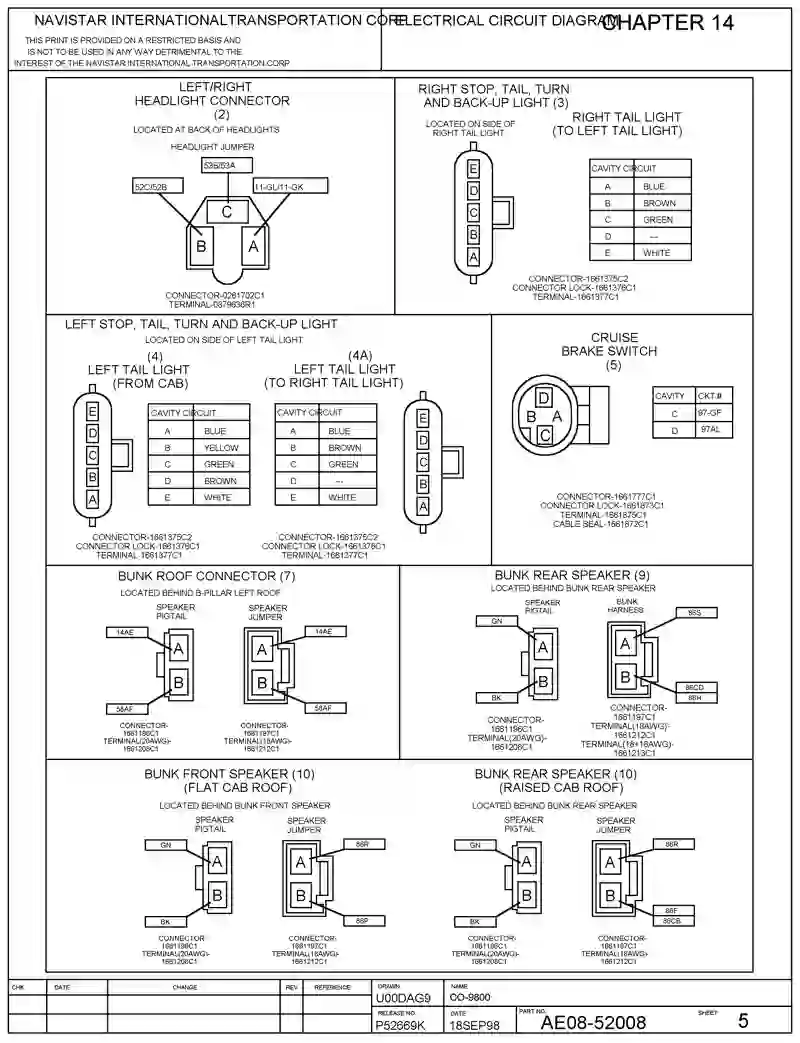 NAVISTAR INTERNATIONALTRANSPORTATION CORP
ELECTRICAL CIRCUIT DIAGRAM
CHAPTER 14
THIS PRINT IS PROVIDED ON A RESTRICTED BASIS AND
IS NOT TO BE USED IN ANY WAY DETRIMENTAL TO THE
INTEREST OF THE NAVISTAR INTERNATIONAL TRANSPORTATION.CORP
LEFT/RIGHT
HEADLIGHT CONNECTOR
(2)
LOCATED AT BACK OF HEADLIGHTS
HEADLIGHT JUMPER
53B/53A
52C/52B
11-GL/11-GK
C
B
A
CONNECTOR-0261702C1
TERMINAL-0379636R1
RIGHT STOP, TAIL, TURN
AND BACK-UP LIGHT (3)
LOCATED ON SIDE OF
RIGHT TAIL LIGHT
RIGHT TAIL LIGHT
(TO LEFT TAIL LIGHT)
E
D
C
B
A
CAVITY CIRCUIT
A BLUE
B BROWN
C GREEN
D ---
E WHITE
CONNECTOR-1661375C2
CONNECTOR LOCK-1661376C1
TERMINAL-1661377C1
LEFT STOP, TAIL, TURN AND BACK-UP LIGHT
LOCATED ON SIDE OF LEFT TAIL LIGHT
(4)
LEFT TAIL LIGHT
(FROM CAB)
E
D
C
B
A
CAVITY CIRCUIT
A BLUE
B YELLOW
C GREEN
D BROWN
E WHITE
CONNECTOR-1661375C2
CONNECTOR LOCK-1661376C1
TERMINAL-1661377C1
(4A)
LEFT TAIL LIGHT
(TO RIGHT TAIL LIGHT)
CAVITY CIRCUIT
A BLUE
B BROWN
C GREEN
D ---
E WHITE
E
D
C
B
A
CONNECTOR-1661375C2
CONNECTOR LOCK-1661376C1
TERMINAL-1661377C1
CRUISE
BRAKE SWITCH
(5)
D
B A
C
CAVITY CKT.#
C 97-GF
D 97AL
CONNECTOR-1661777C1
CONNECTOR LOCK-1661873C1
TERMINAL-1661875C1
CABLE SEAL-1661872C1
BUNK ROOF CONNECTOR (7)
LOCATED BEHIND B-PILLAR LEFT ROOF
SPEAKER
PIGTAIL
SPEAKER
JUMPER
14AE
A
B
58AF
14AE
A
B
58AF
CONNECTOR-
1661196C1
TERMINAL(20AWG)-
1661208C1
CONNECTOR-
1661197C1
TERMINAL(18AWG)-
1661212C1
BUNK REAR SPEAKER (9)
LOCATED BEHIND BUNK REAR SPEAKER
SPEAKER
PIGTAIL
BUNK
HARNESS
GN
A
B
BK
86S
A
B
86CD
86H
CONNECTOR-
1661196C1
TERMINAL(20AWG)-
1661208C1
CONNECTOR-
1661197C1
TERMINAL(18AWG)-
1661212C1
TERMINAL(18+18AWG)-
1661213C1
BUNK FRONT SPEAKER (10)
(FLAT CAB ROOF)
LOCATED BEHIND BUNK FRONT SPEAKER
SPEAKER
PIGTAIL
SPEAKER
JUMPER
GN
A
B
BK
86R
A
B
86P
CONNECTOR
1661196C1
TERMINAL(20AWG)-
1661208C1
CONNECTOR-
1661197C1
TERMINAL(18AWG)-
1661212C1
BUNK REAR SPEAKER (10)
(RAISED CAB ROOF)
LOCATED BEHIND BUNK REAR SPEAKER
SPEAKER
PIGTAIL
SPEAKER
JUMPER
GN
A
B
BK
86R
A
B
86F
86CB
CONNECTOR-
1661196C1
TERMINAL(20AWG)-
1661208C1
CONNECTOR-
1661197C1
TERMINAL(18AWG)-
1661212C1
CHK DATE CHANGE REV REFERENCE
DRAWN
U00DAG9
NAME
CO-9800
RELEASE NO.
P52669K
DATE
18SEP98
PART NO.
AE08-52008
SHEET
5